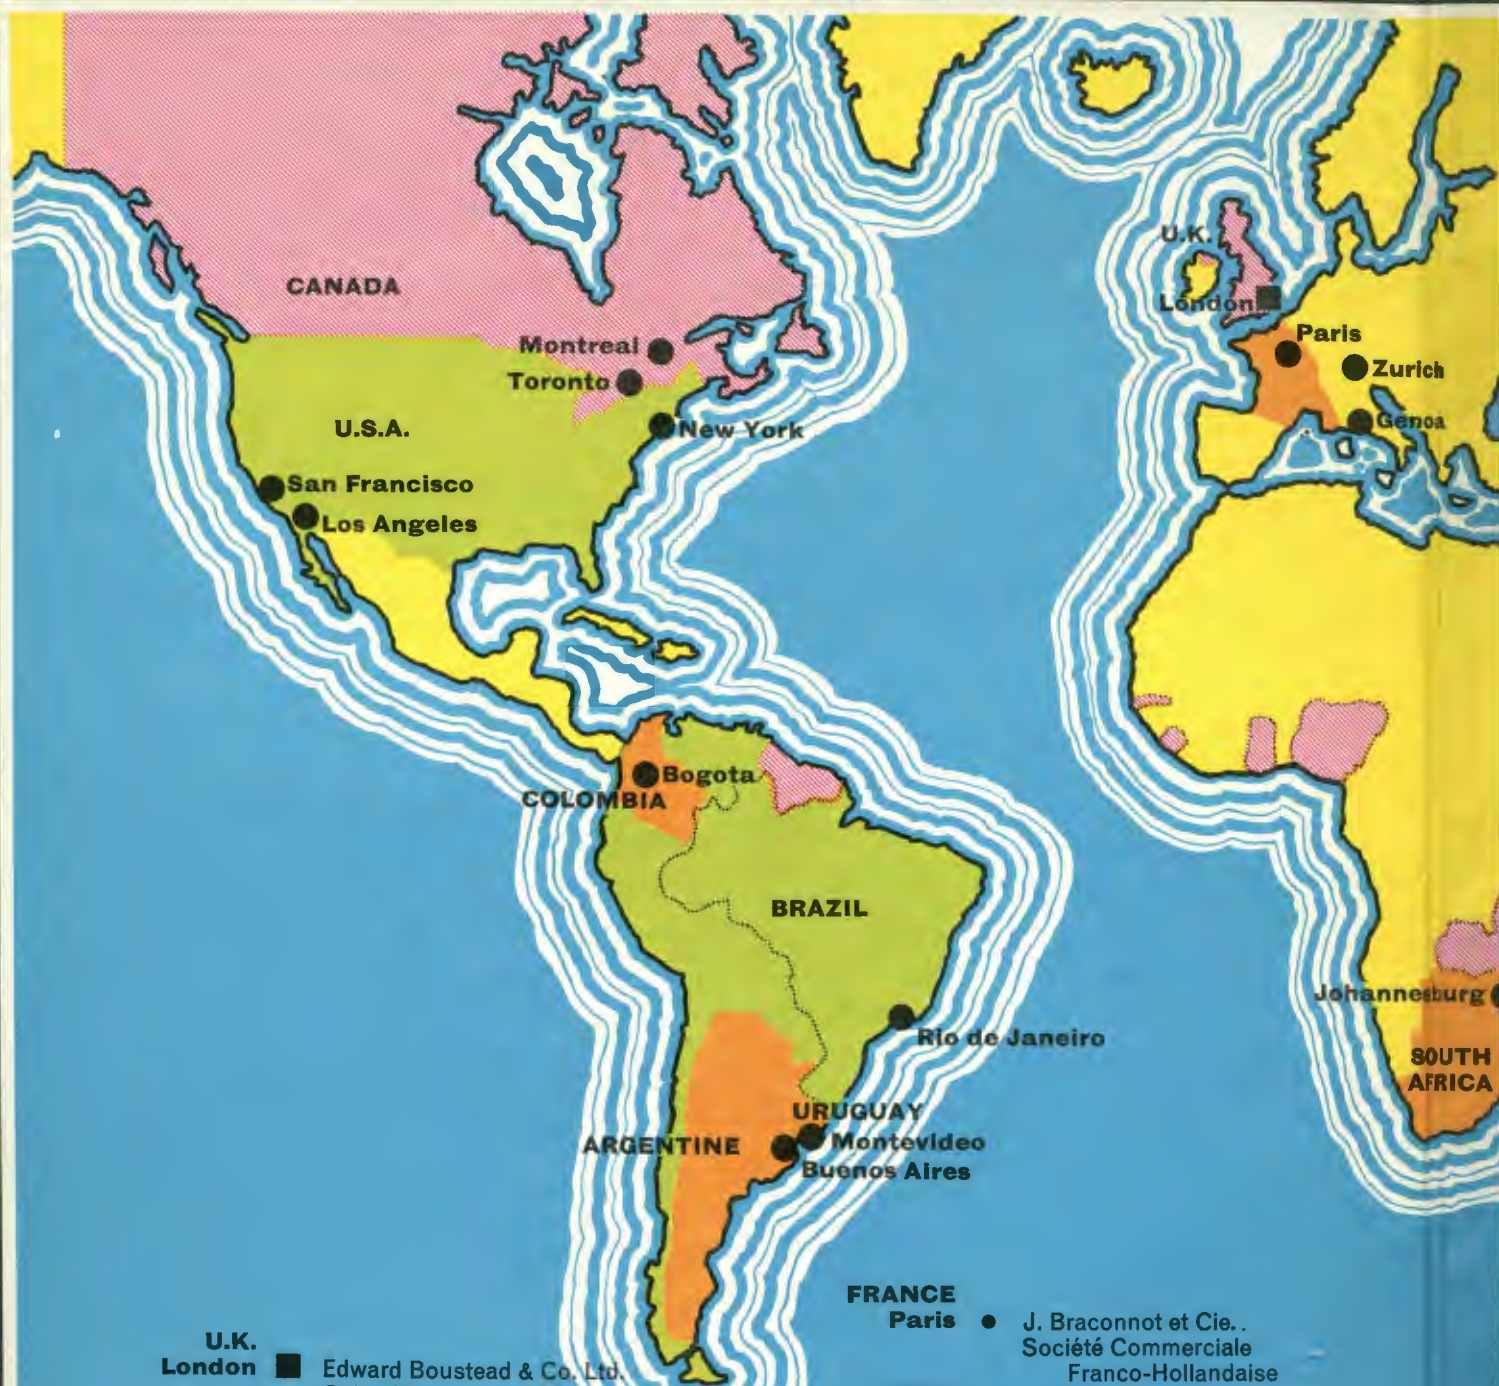 CANADA
Montreal
Toronto
U.S.A.
New York
San Francisco
Los Angeles
U.K.
London
Paris
Zurich
Genoa
Bogota
COLOMBIA
BRAZIL
Rio de Janeiro
URUGUAY
ARGENTINE
Montevideo
Buenos Aires
Johannesburg
SOUTH
AFRICA
FRANCE
Paris ● J. Braconnot et Cie..
Société Commerciale
Franco-Hollandaise
U.K.
London ■ Edward Boustead & Co. Ltd.